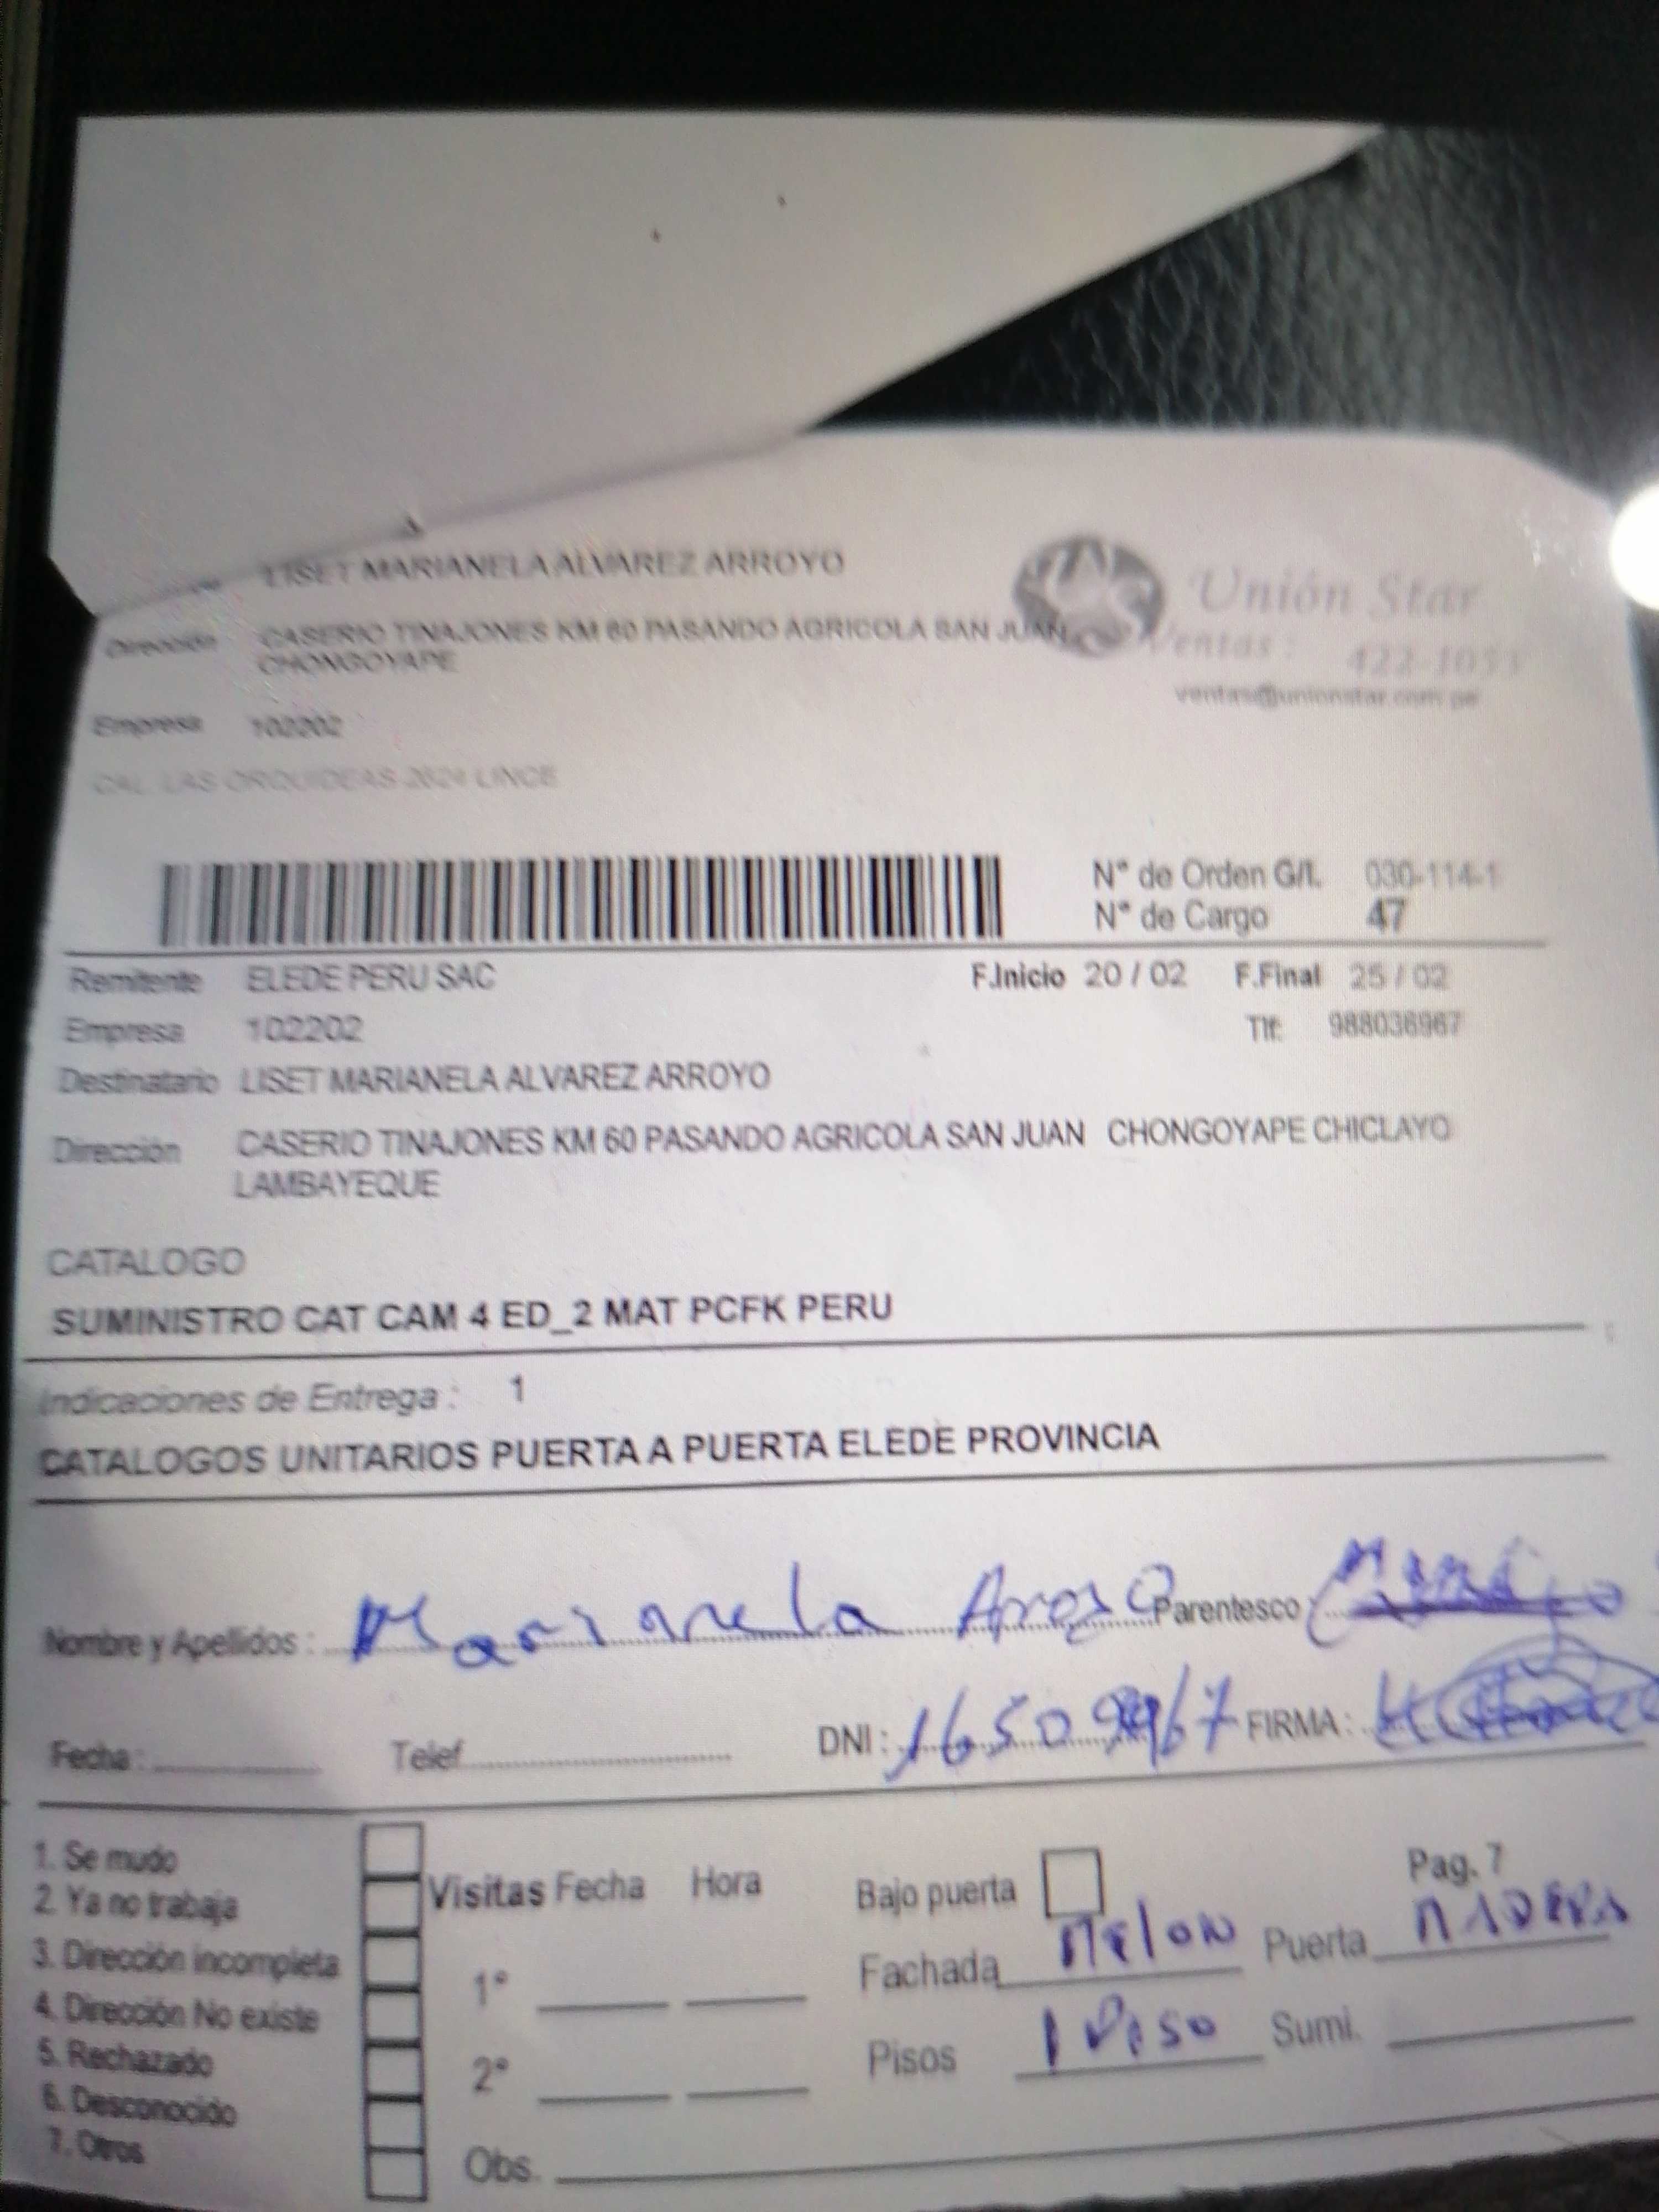 LISET MARIANELA ALVAREZ ARROYO
Dirección CASERIO TINAJONES KM 60 PASANDO AGRICOLA SAN JUAN
CHONGOYAPE
Unión Star
Ventas : 422-1033
ventas@unionstar.com.pe
Empresa 102202
CAL. LAS ORQUIDEAS 2624 LINCE
N° de Orden G/L 030-114-1
N° de Cargo 47
Remitente ELEDE PERU SAC F.Inicio 20 / 02 F.Final 25 / 02
Empresa 102202 Tlf: 988036967
Destinatario LISET MARIANELA ALVAREZ ARROYO
Dirección CASERIO TINAJONES KM 60 PASANDO AGRICOLA SAN JUAN CHONGOYAPE CHICLAYO
LAMBAYEQUE
CATALOGO
SUMINISTRO CAT CAM 4 ED_2 MAT PCFK PERU
Indicaciones de Entrega : 1
CATALOGOS UNITARIOS PUERTA A PUERTA ELEDE PROVINCIA
Nombre y Apellidos : Marianela Parentesco :
Fecha : Telef. DNI : FIRMA :
1. Se mudo
2. Ya no trabaja
3. Dirección incompleta
4. Dirección No existe
5. Rechazado
6. Desconocido
7. Otros
Visitas Fecha Hora
1°
2°
Obs.
Bajo puerta Pag. 7
Fachada Melon Puerta MADERA
Pisos 1 Piso Sumi.